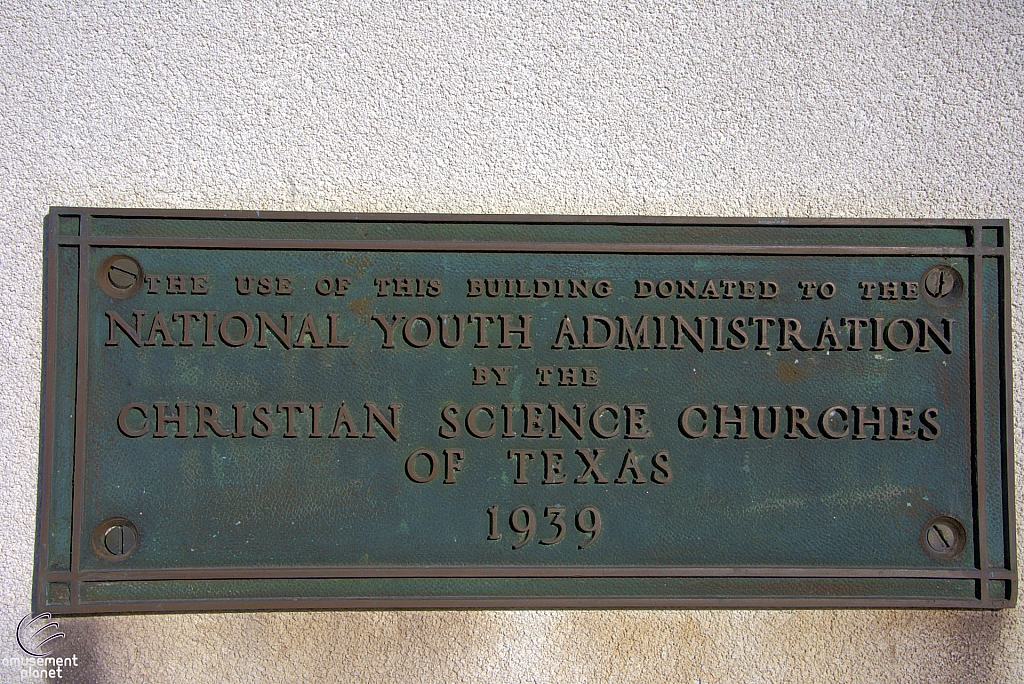 THE USE OF THIS BUILDING DONATED TO THE
NATIONAL YOUTH ADMINISTRATION
BY THE
CHRISTIAN SCIENCE CHURCHES
OF TEXAS
1939
amusement
planet